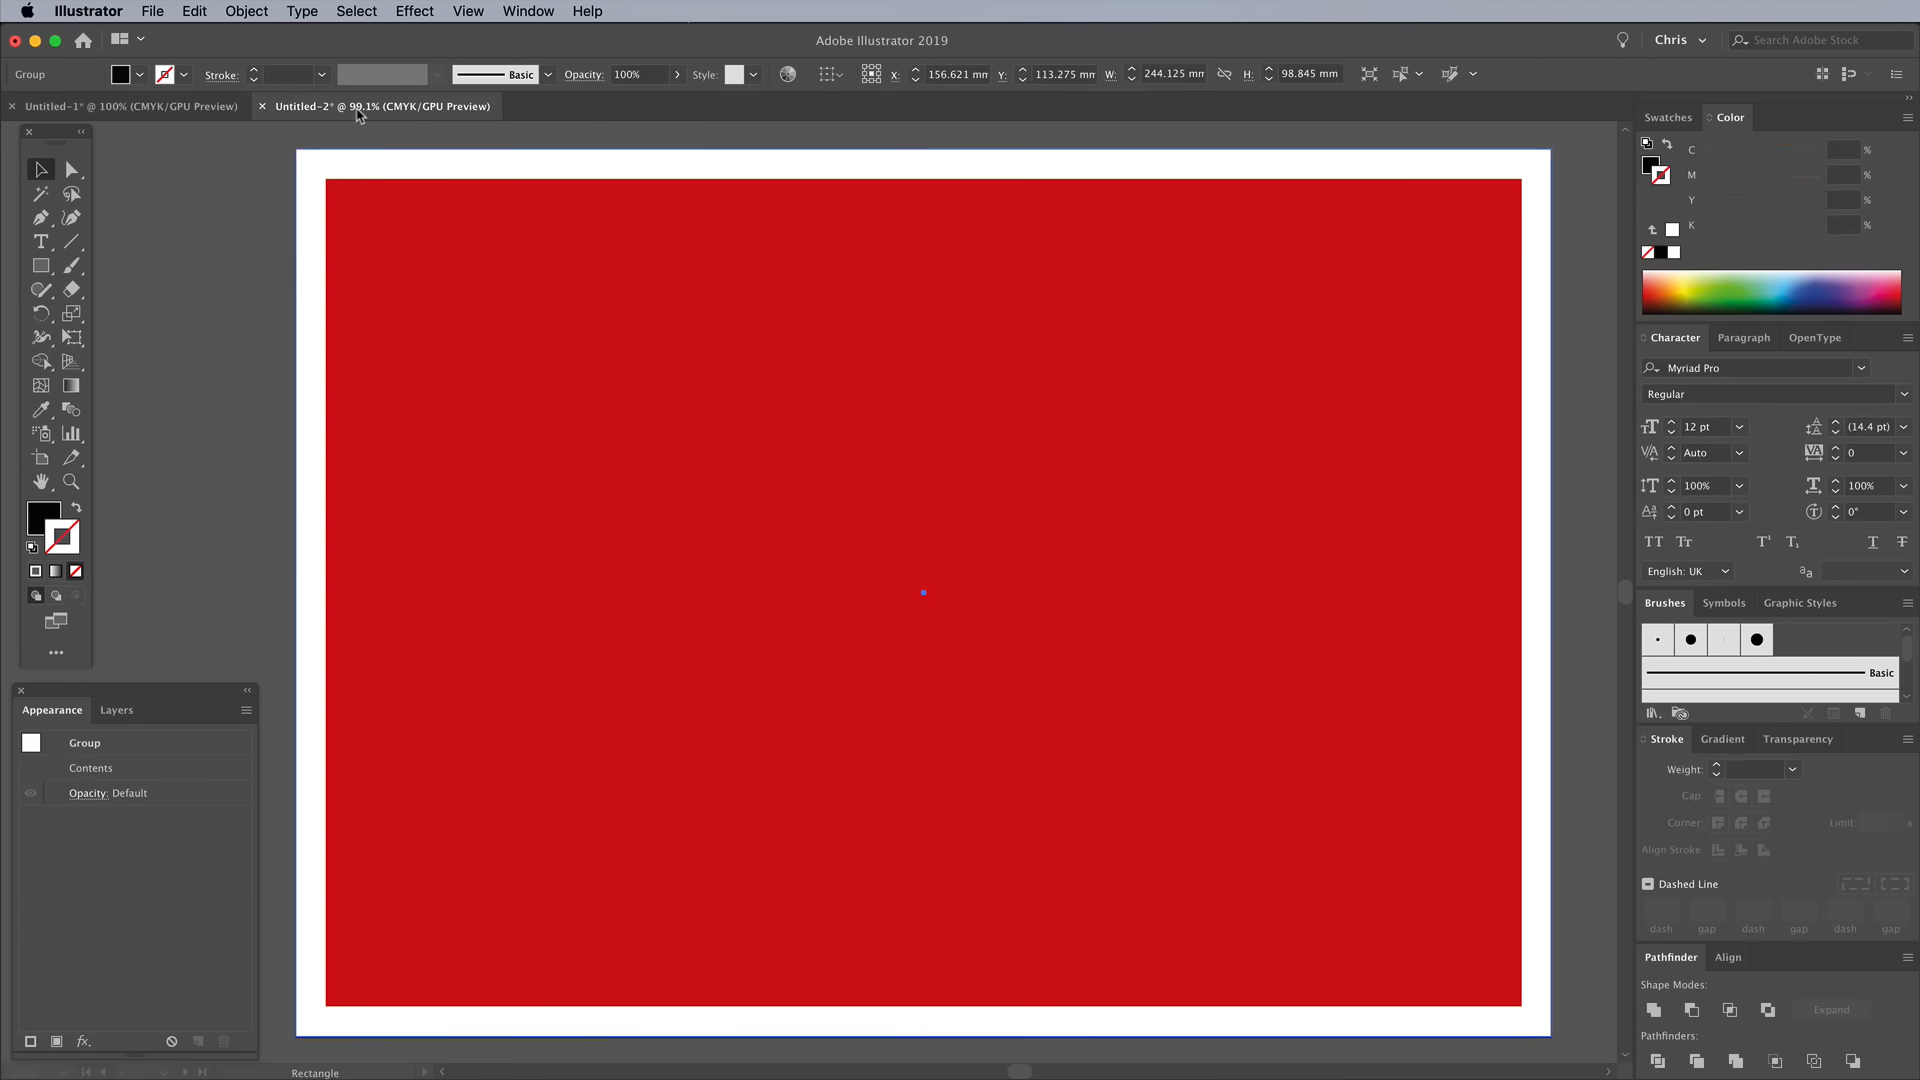 Illustrator File Edit Object Type Select Effect View Window Help
Adobe Illustrator 2019
Chris
Search Adobe Stock
Group
Stroke:
Basic
Opacity: 100%
Style:
X: 156.621 mm
Y: 113.275 mm
W: 244.125 mm
H: 98.845 mm
Untitled-1* @ 100% (CMYK/GPU Preview)
Untitled-2* @ 99.1% (CMYK/GPU Preview)
Swatches Color
C %
M %
Y %
K %
Character Paragraph OpenType
Myriad Pro
Regular
12 pt (14.4 pt)
Auto 0
100% 100%
0 pt 0°
English: UK
Brushes Symbols Graphic Styles
Basic
Appearance Layers
Group
Contents
Opacity: Default
Stroke Gradient Transparency
Weight:
Cap:
Corner: Limit: x
Align Stroke:
Dashed Line
dash gap dash gap dash gap
Pathfinder Align
Shape Modes:
Expand
Pathfinders:
Rectangle